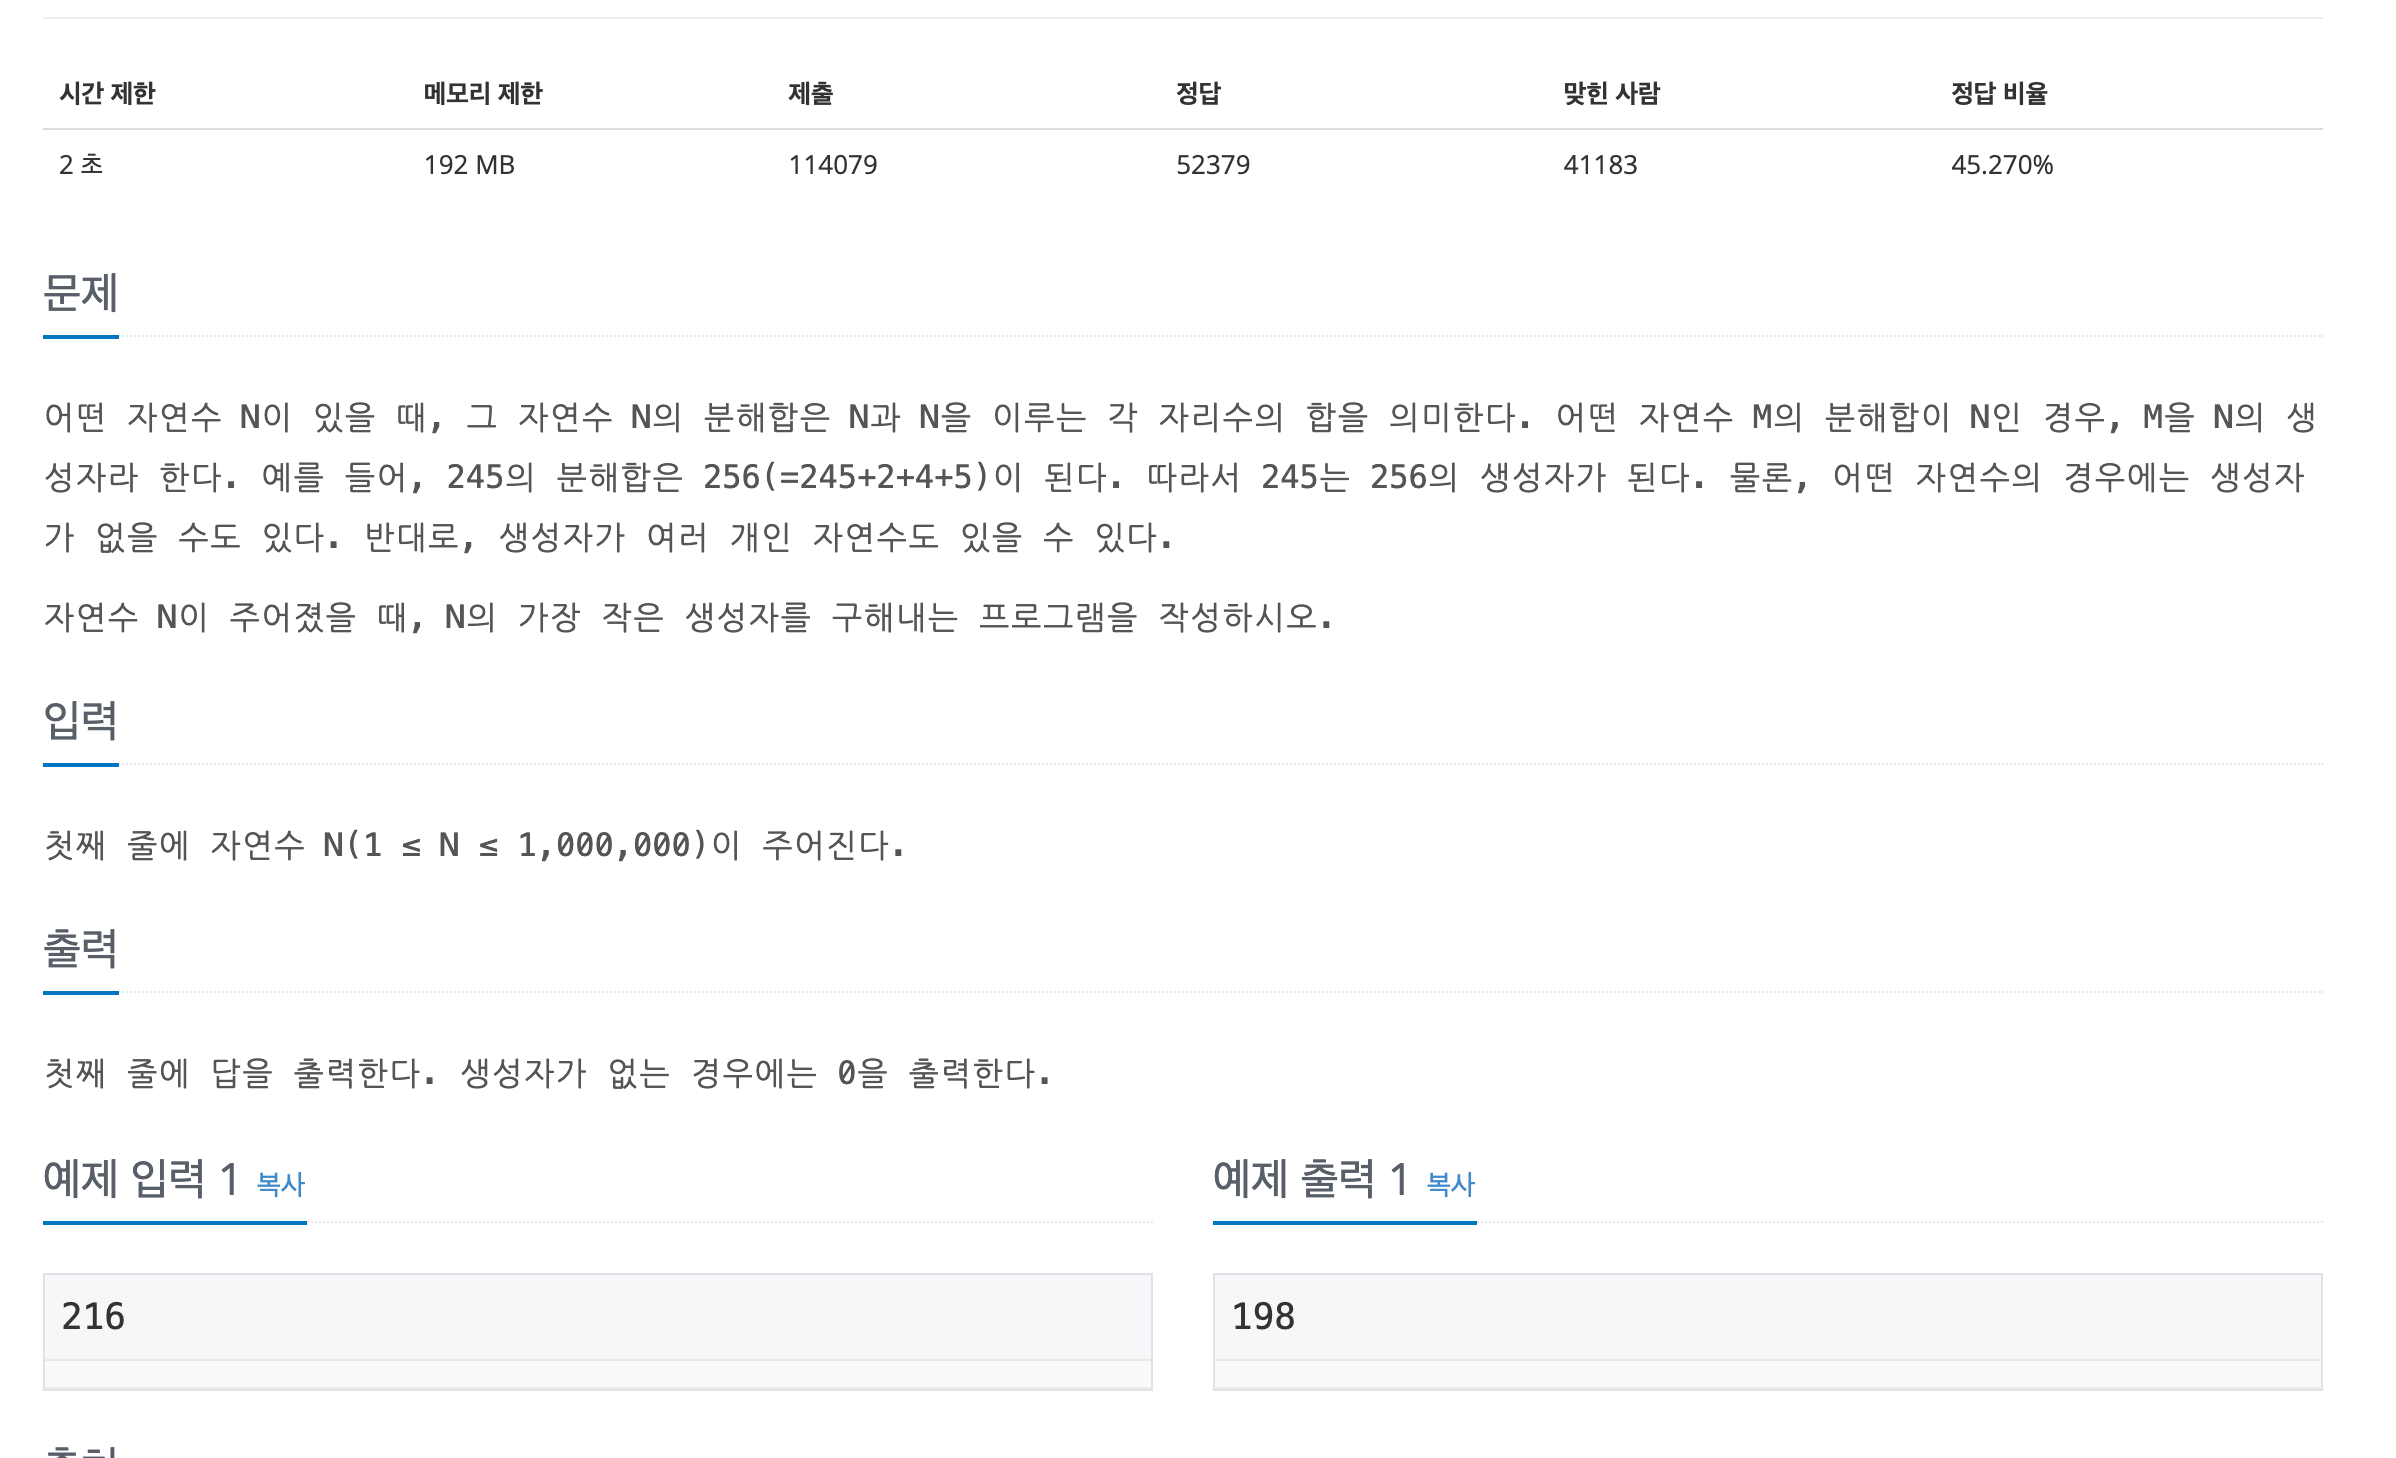 시간 제한 메모리 제한 제출 정답 맞힌 사람 정답 비율
2 초 192 MB 114079 52379 41183 45.270%
문제
어떤 자연수 N이 있을 때, 그 자연수 N의 분해합은 N과 N을 이루는 각 자리수의 합을 의미한다. 어떤 자연수 M의 분해합이 N인 경우, M을 N의 생
성자라 한다. 예를 들어, 245의 분해합은 256(=245+2+4+5)이 된다. 따라서 245는 256의 생성자가 된다. 물론, 어떤 자연수의 경우에는 생성자
가 없을 수도 있다. 반대로, 생성자가 여러 개인 자연수도 있을 수 있다.
자연수 N이 주어졌을 때, N의 가장 작은 생성자를 구해내는 프로그램을 작성하시오.
입력
첫째 줄에 자연수 N(1 ≤ N ≤ 1,000,000)이 주어진다.
출력
첫째 줄에 답을 출력한다. 생성자가 없는 경우에는 0을 출력한다.
예제 입력 1 복사
216
예제 출력 1 복사
198